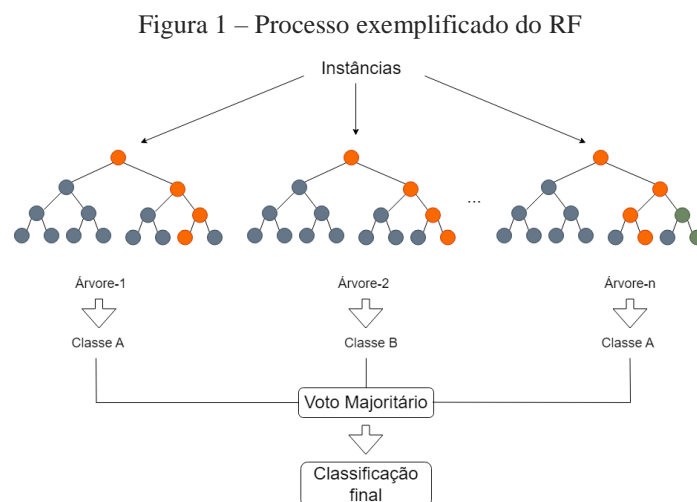 Figura 1 – Processo exemplificado do RF
Instâncias
...
Árvore-1
Árvore-2
Árvore-n
Classe A
Classe B
Classe A
Voto Majoritário
Classificação
final